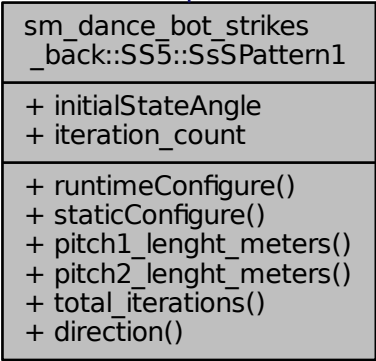 sm_dance_bot_strikes
_back::SS5::SsSPattern1
+ initialStateAngle
+ iteration_count
+ runtimeConfigure()
+ staticConfigure()
+ pitch1_lenght_meters()
+ pitch2_lenght_meters()
+ total_iterations()
+ direction()